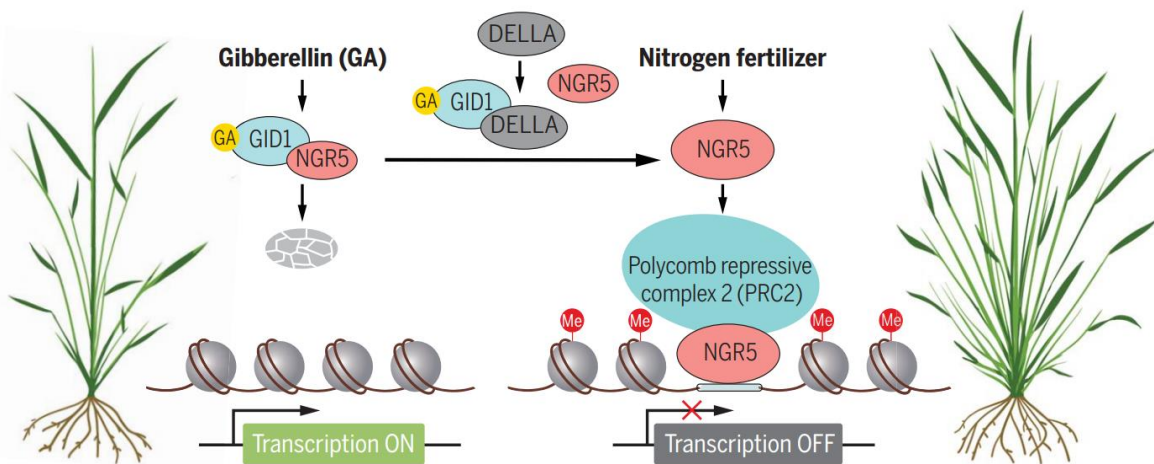 Gibberellin (GA)
GA
GID1
NGR5
DELLA
NGR5
GA
GID1
DELLA
Nitrogen fertilizer
NGR5
Polycomb repressive
complex 2 (PRC2)
Me
Me
NGR5
Me
Me
Transcription ON
Transcription OFF